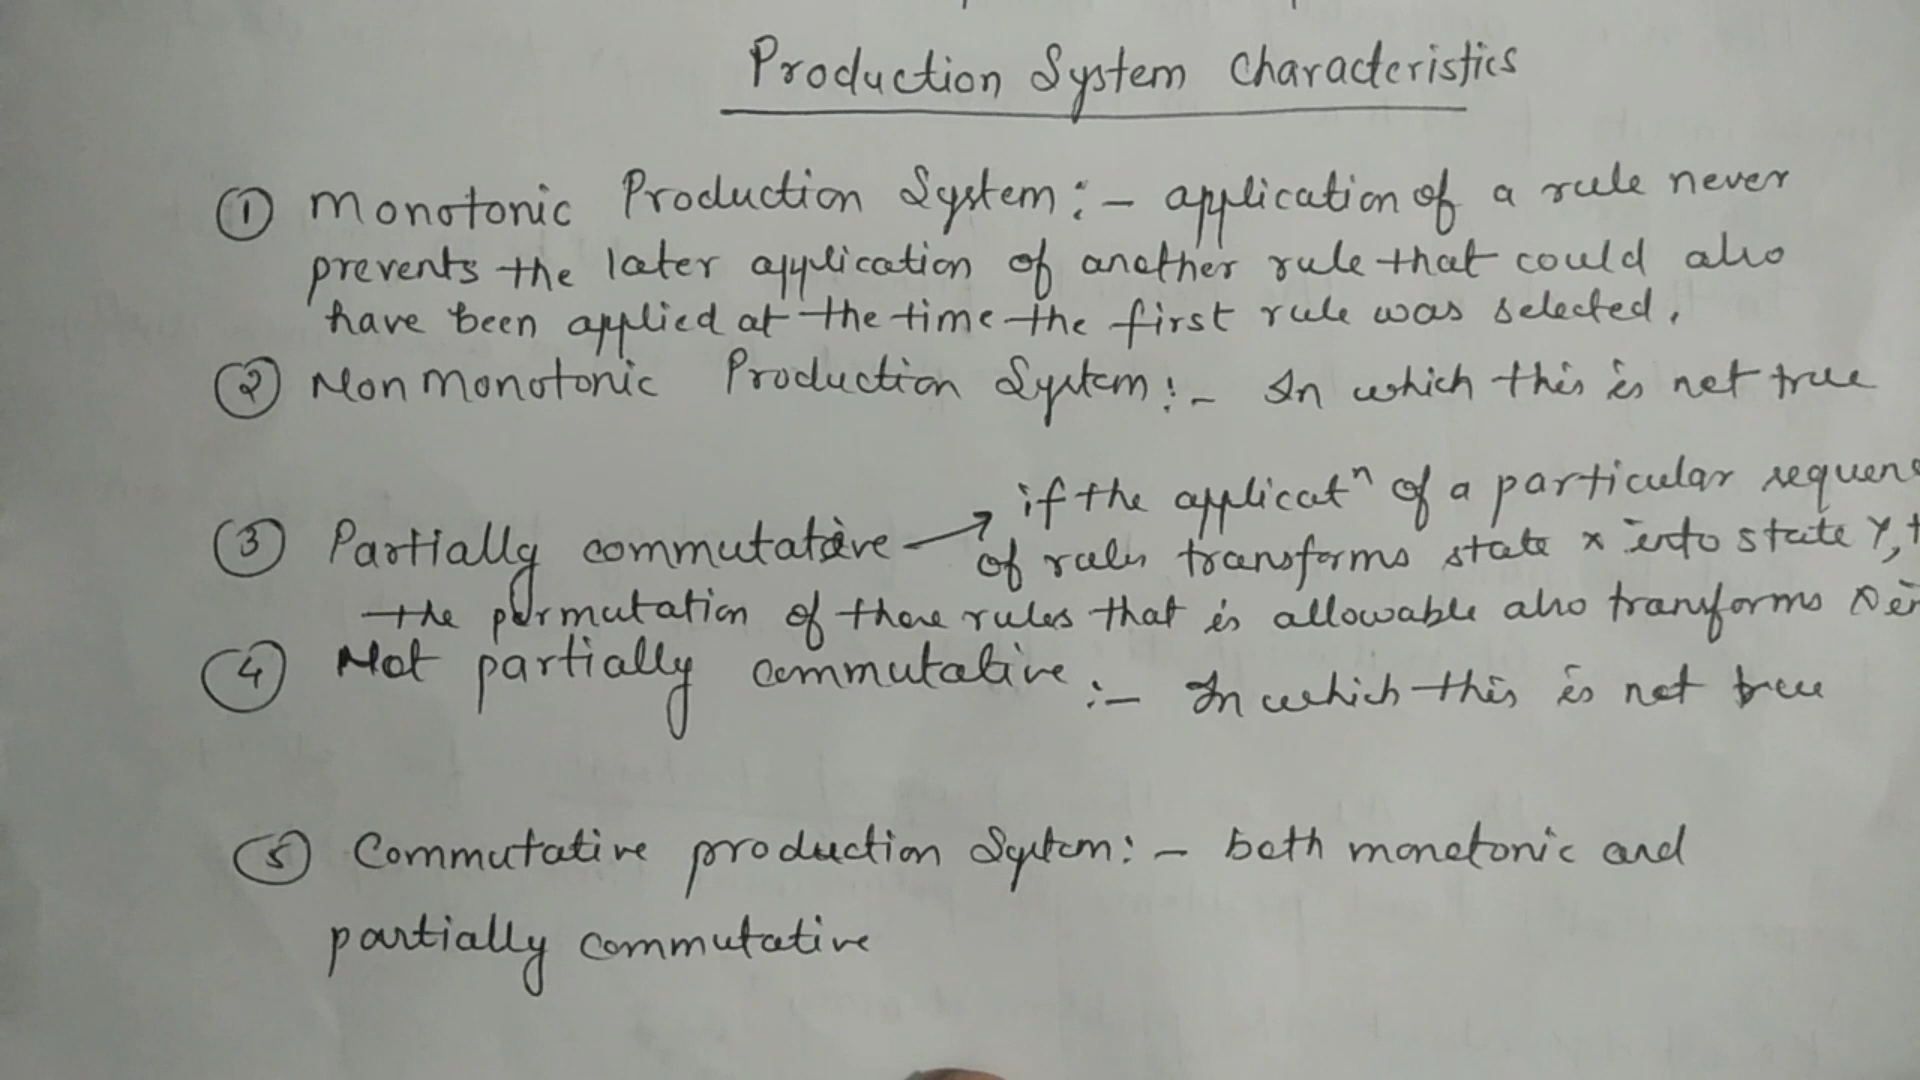 Production System Characteristics
① Monotonic Production System :- application of a rule never
prevents the later application of another rule that could also
have been applied at the time the first rule was selected.
② Non monotonic Production System :- In which this is not true
③ Partially commutative → if the applicatⁿ of a particular sequenc
of rules transforms state x into state y, t
the permutation of those rules that is allowable also transforms x in
④ Not partially commutative :- In which this is not true
⑤ Commutative production System :- both monotonic and
partially commutative